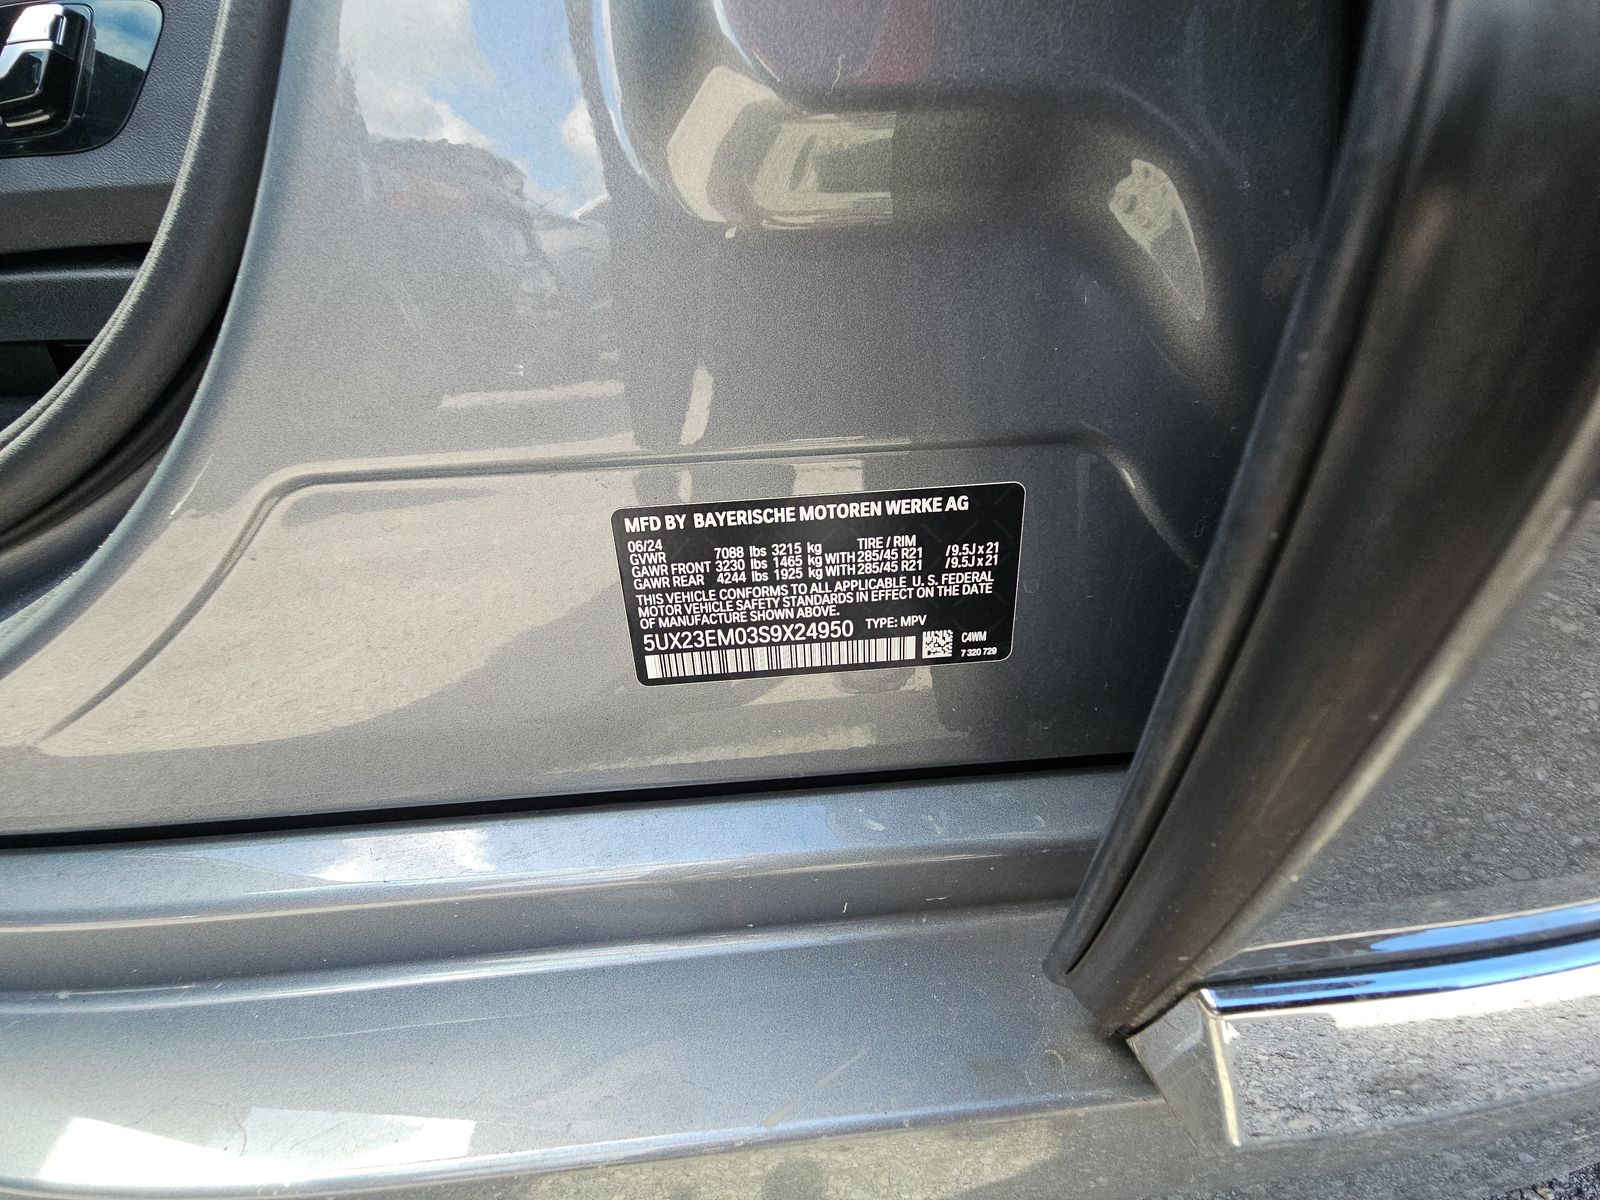 MFD BY BAYERISCHE MOTOREN WERKE AG
06/24 TIRE / RIM
GVWR 7088 lbs 3215 kg
GAWR FRONT 3230 lbs 1465 kg WITH 285/45 R21 / 9.5J x 21
GAWR REAR 4244 lbs 1925 kg WITH 285/45 R21 / 9.5J x 21
THIS VEHICLE CONFORMS TO ALL APPLICABLE U. S. FEDERAL
MOTOR VEHICLE SAFETY STANDARDS IN EFFECT ON THE DATE
OF MANUFACTURE SHOWN ABOVE.
5UX23EM03S9X24950 TYPE: MPV
C4WM
7 320 729